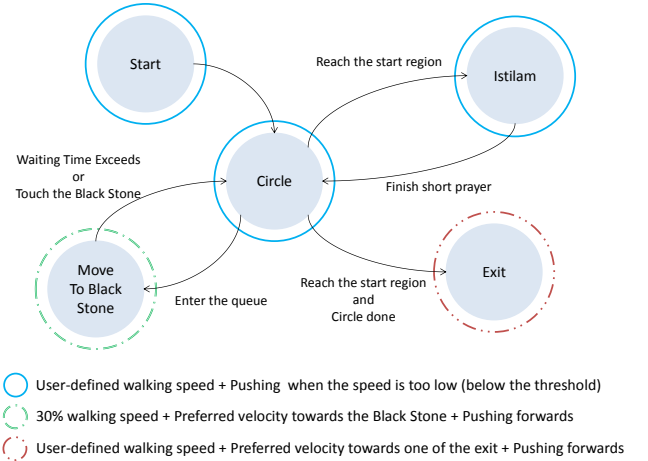 Start
Reach the start region
Istilam
Waiting Time Exceeds
or
Touch the Black Stone
Circle
Finish short prayer
Move
To Black
Stone
Enter the queue
Reach the start region
and
Circle done
Exit
User-defined walking speed + Pushing when the speed is too low (below the threshold)
30% walking speed + Preferred velocity towards the Black Stone + Pushing forwards
User-defined walking speed + Preferred velocity towards one of the exit + Pushing forwards